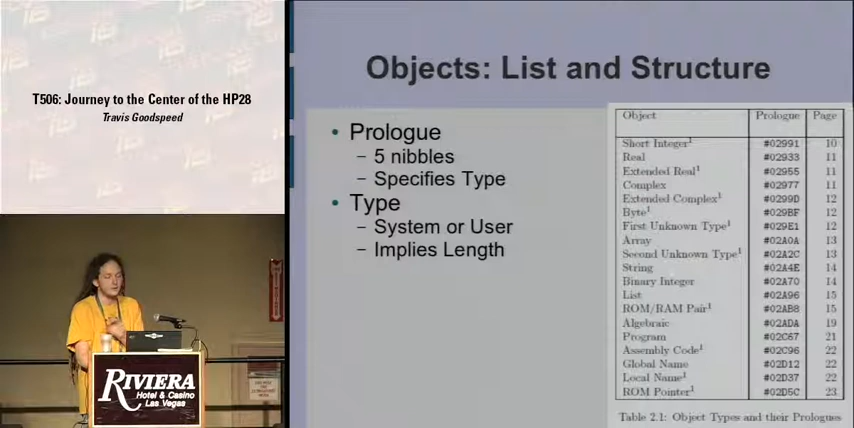 T506: Journey to the Center of the HP28
Travis Goodspeed
Objects: List and Structure
• Prologue
– 5 nibbles
– Specifies Type
• Type
– System or User
– Implies Length
Object Prologue Page
Short Integer¹ #02991 10
Real #02933 11
Extended Real¹ #02955 11
Complex #02977 11
Extended Complex¹ #0299D 12
Byte¹ #029BF 12
First Unknown Type¹ #029E1 12
Array #02A0A 13
Second Unknown Type¹ #02A2C 13
String #02A4E 14
Binary Integer #02A70 14
List #02A96 15
ROM/RAM Pair¹ #02AB8 15
Algebraic #02ADA 19
Program #02C67 21
Assembly Code¹ #02C96 22
Global Name #02D12 22
Local Name¹ #02D37 22
ROM Pointer¹ #02D5C 23
Table 2.1: Object Types and their Prologues
RIVIERA
Hotel & Casino
Las Vegas